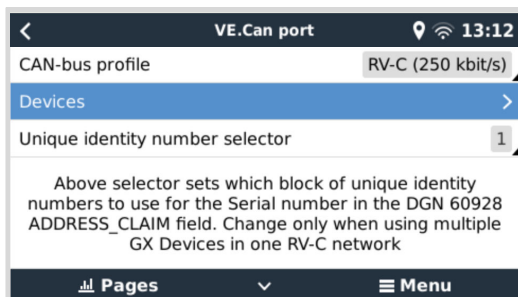 VE.Can port 13:12
CAN-bus profile RV-C (250 kbit/s)
Devices
Unique identity number selector 1
Above selector sets which block of unique identity
numbers to use for the Serial number in the DGN 60928
ADDRESS_CLAIM field. Change only when using multiple
GX Devices in one RV-C network
Pages Menu